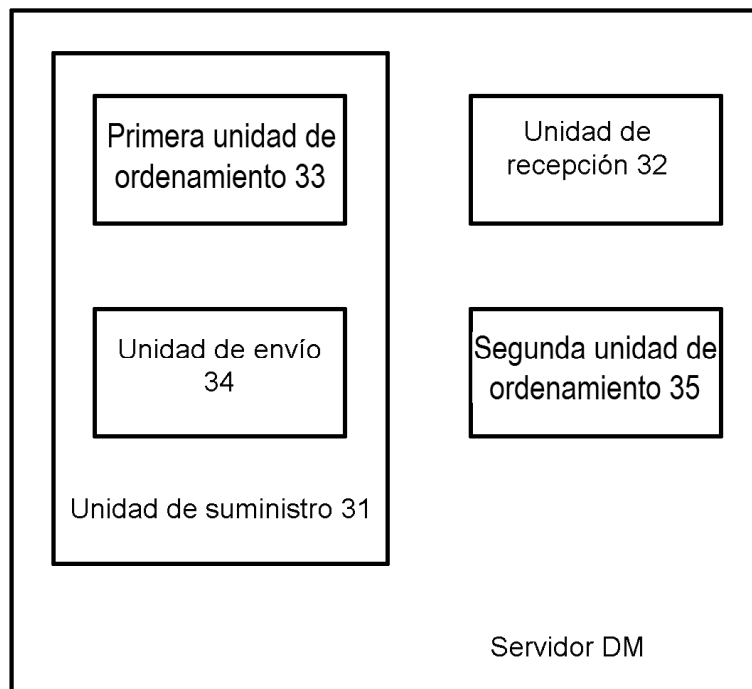 Primera unidad de
ordenamiento 33
Unidad de
recepción 32
Unidad de envío
34
Segunda unidad de
ordenamiento 35
Unidad de suministro 31
Servidor DM